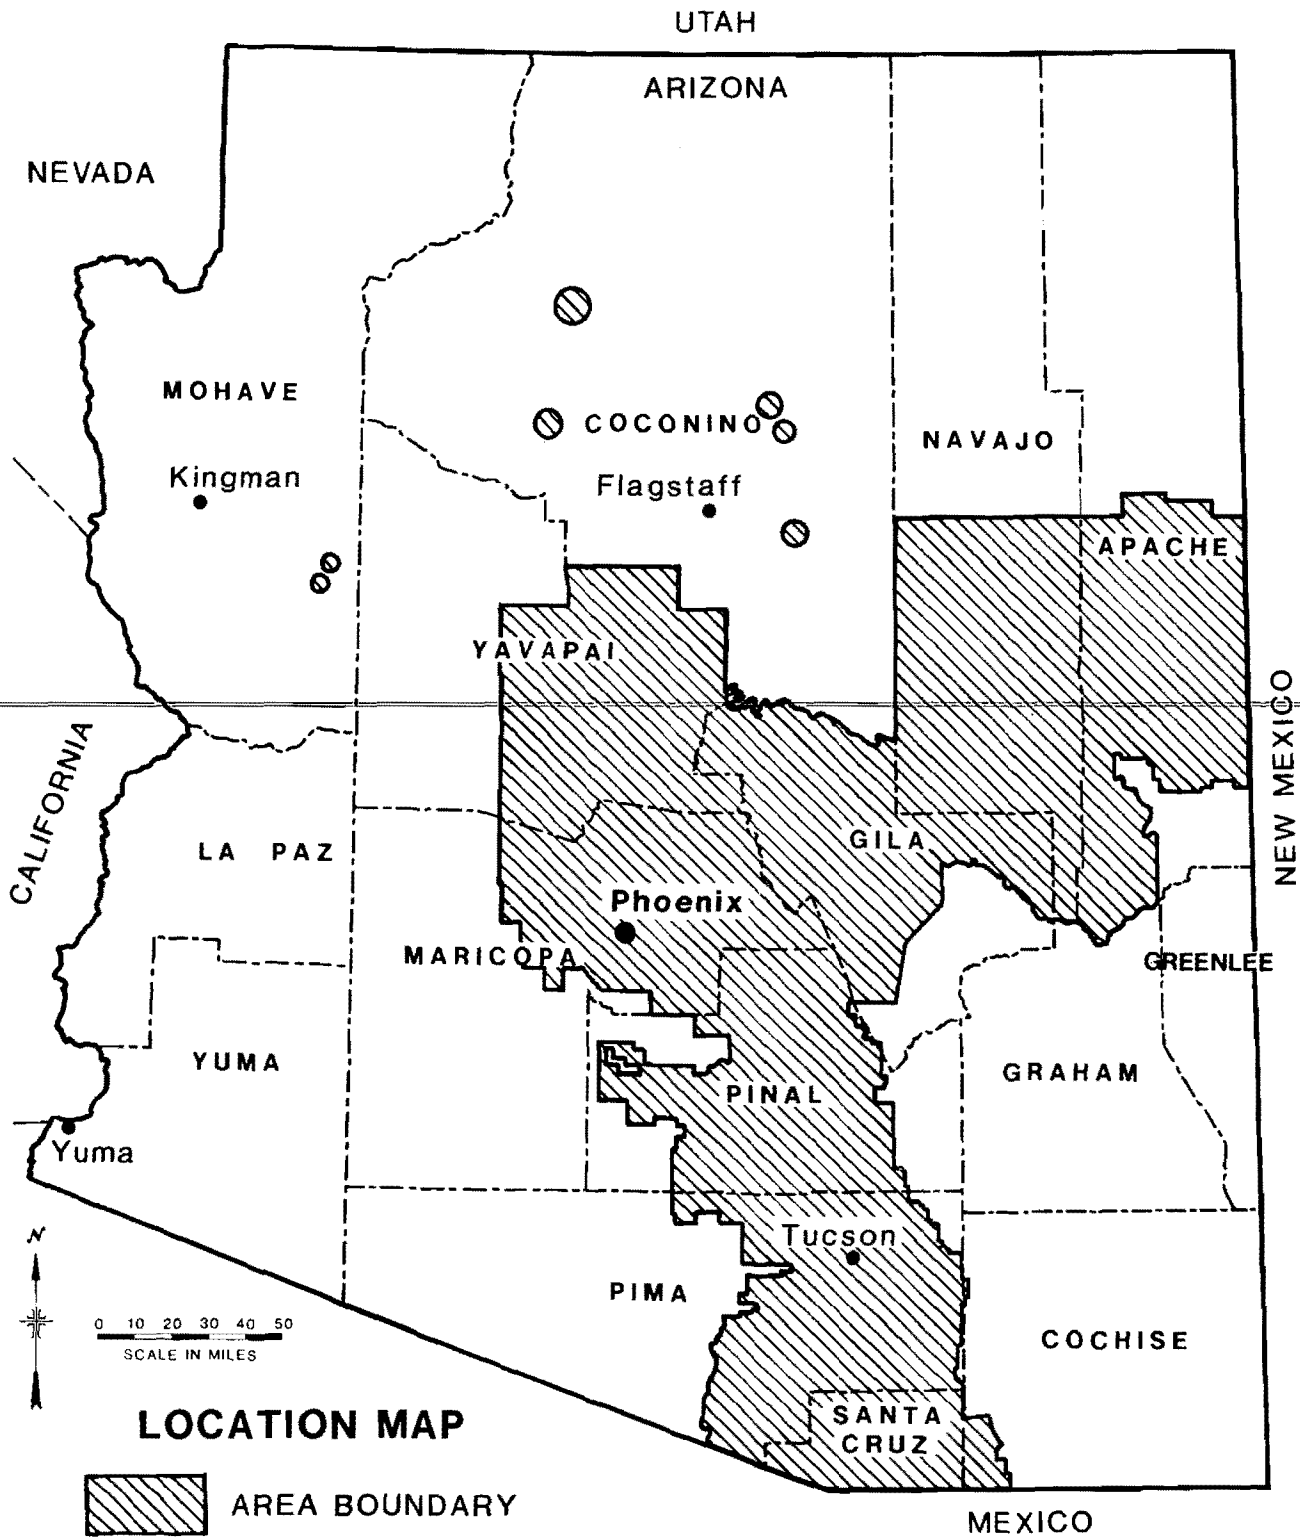 UTAH
ARIZONA
NEVADA
MOHAVE
COCONINO
NAVAJO
Kingman
Flagstaff
APACHE
YAVAPAI
CALIFORNIA
NEW MEXICO
LA PAZ
GILA
Phoenix
MARICOPA
GREENLEE
YUMA
GRAHAM
PINAL
Yuma
Tucson
N
PIMA
0 10 20 30 40 50
SCALE IN MILES
COCHISE
LOCATION MAP
SANTA
CRUZ
AREA BOUNDARY
MEXICO